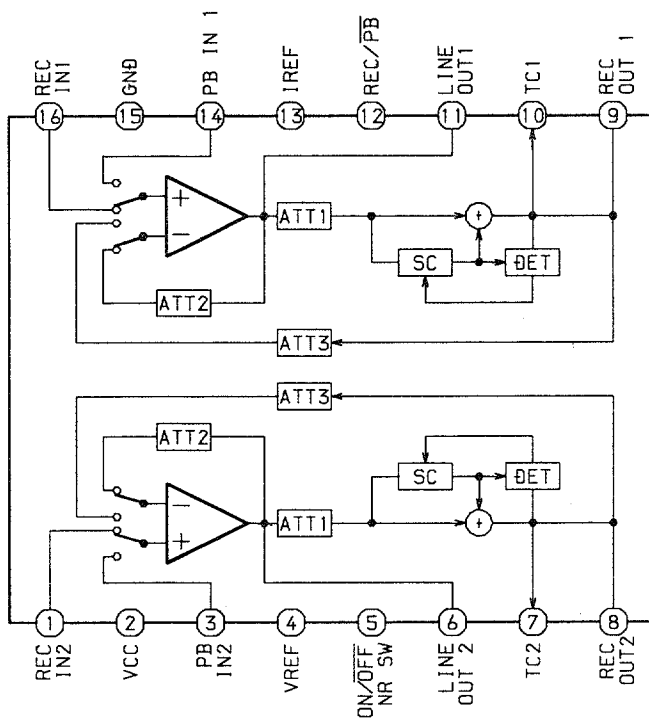 REC
IN1
GND
PB IN 1
IREF
REC/PB
LINE
OUT1
TC1
REC
OUT 1
16
15
14
13
12
11
10
9
+
−
ATT1
+
SC
DET
ATT2
ATT3
ATT3
ATT2
SC
DET
−
+
ATT1
+
1
2
3
4
5
6
7
8
REC
IN2
VCC
PB
IN2
VREF
ON/OFF
NR SW
LINE
OUT 2
TC2
REC
OUT2